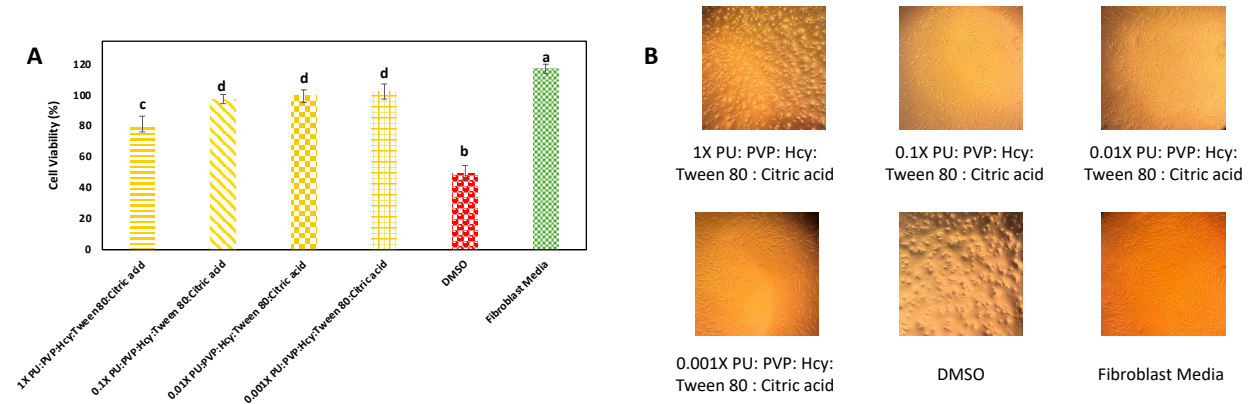 A
Cell Viability (%)
120
100
80
60
40
20
0
c
d
d
d
b
a
1X PU:PVP:Hcy:Tween 80:Citric acid
0.1X PU:PVP:Hcy:Tween 80:Citric acid
0.01X PU:PVP:Hcy:Tween 80:Citric acid
0.001X PU:PVP:Hcy:Tween 80:Citric acid
DMSO
Fibroblast Media
B
1X PU: PVP: Hcy:
Tween 80 : Citric acid
0.1X PU: PVP: Hcy:
Tween 80 : Citric acid
0.01X PU: PVP: Hcy:
Tween 80 : Citric acid
0.001X PU: PVP: Hcy:
Tween 80 : Citric acid
DMSO
Fibroblast Media